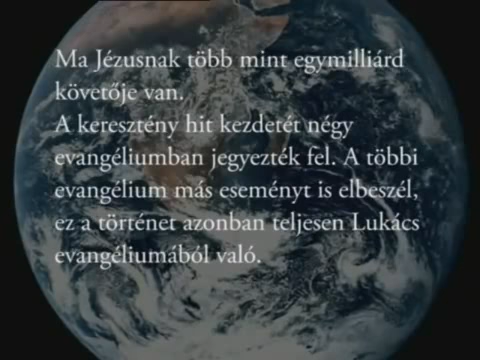 Ma Jézusnak több mint egymilliárd
követője van.
A keresztény hit kezdetét négy
evangéliumban jegyezték fel. A többi
evangélium más eseményt is elbeszél,
ez a történet azonban teljesen Lukács
evangéliumából való.